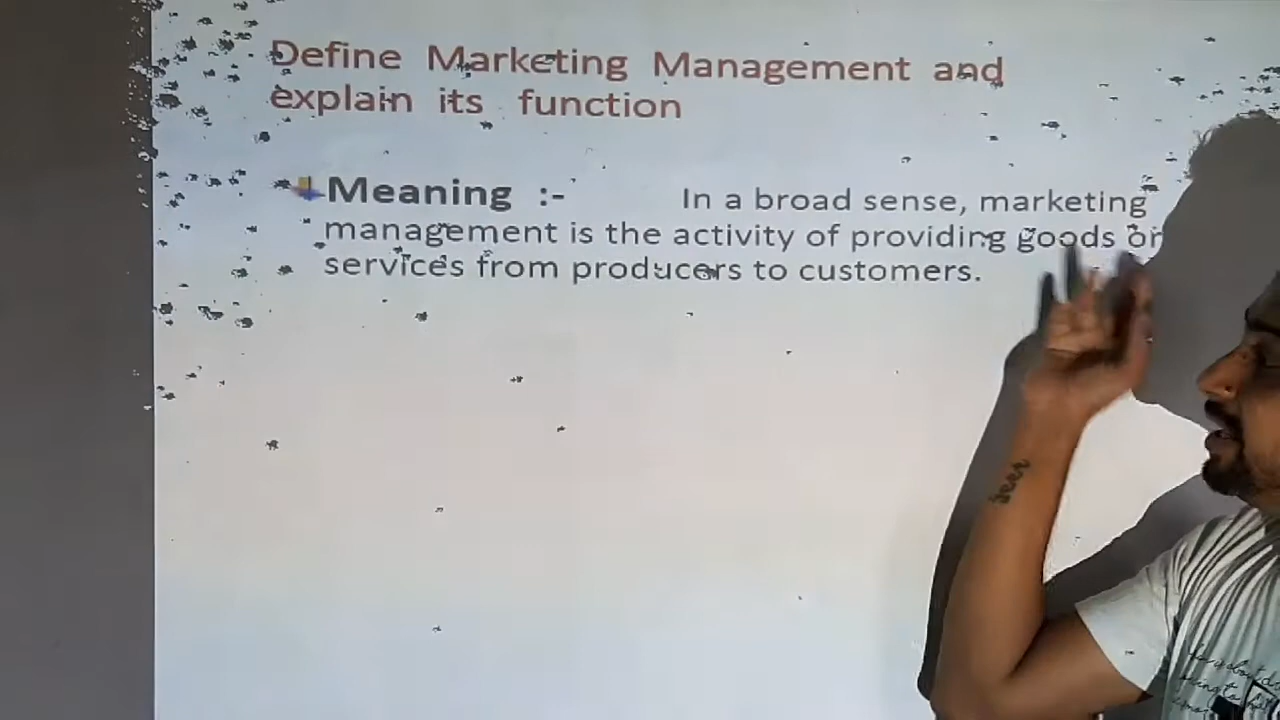 Define Marketing Management and
explain its function
Meaning :- In a broad sense, marketing
management is the activity of providing goods or
services from producers to customers.